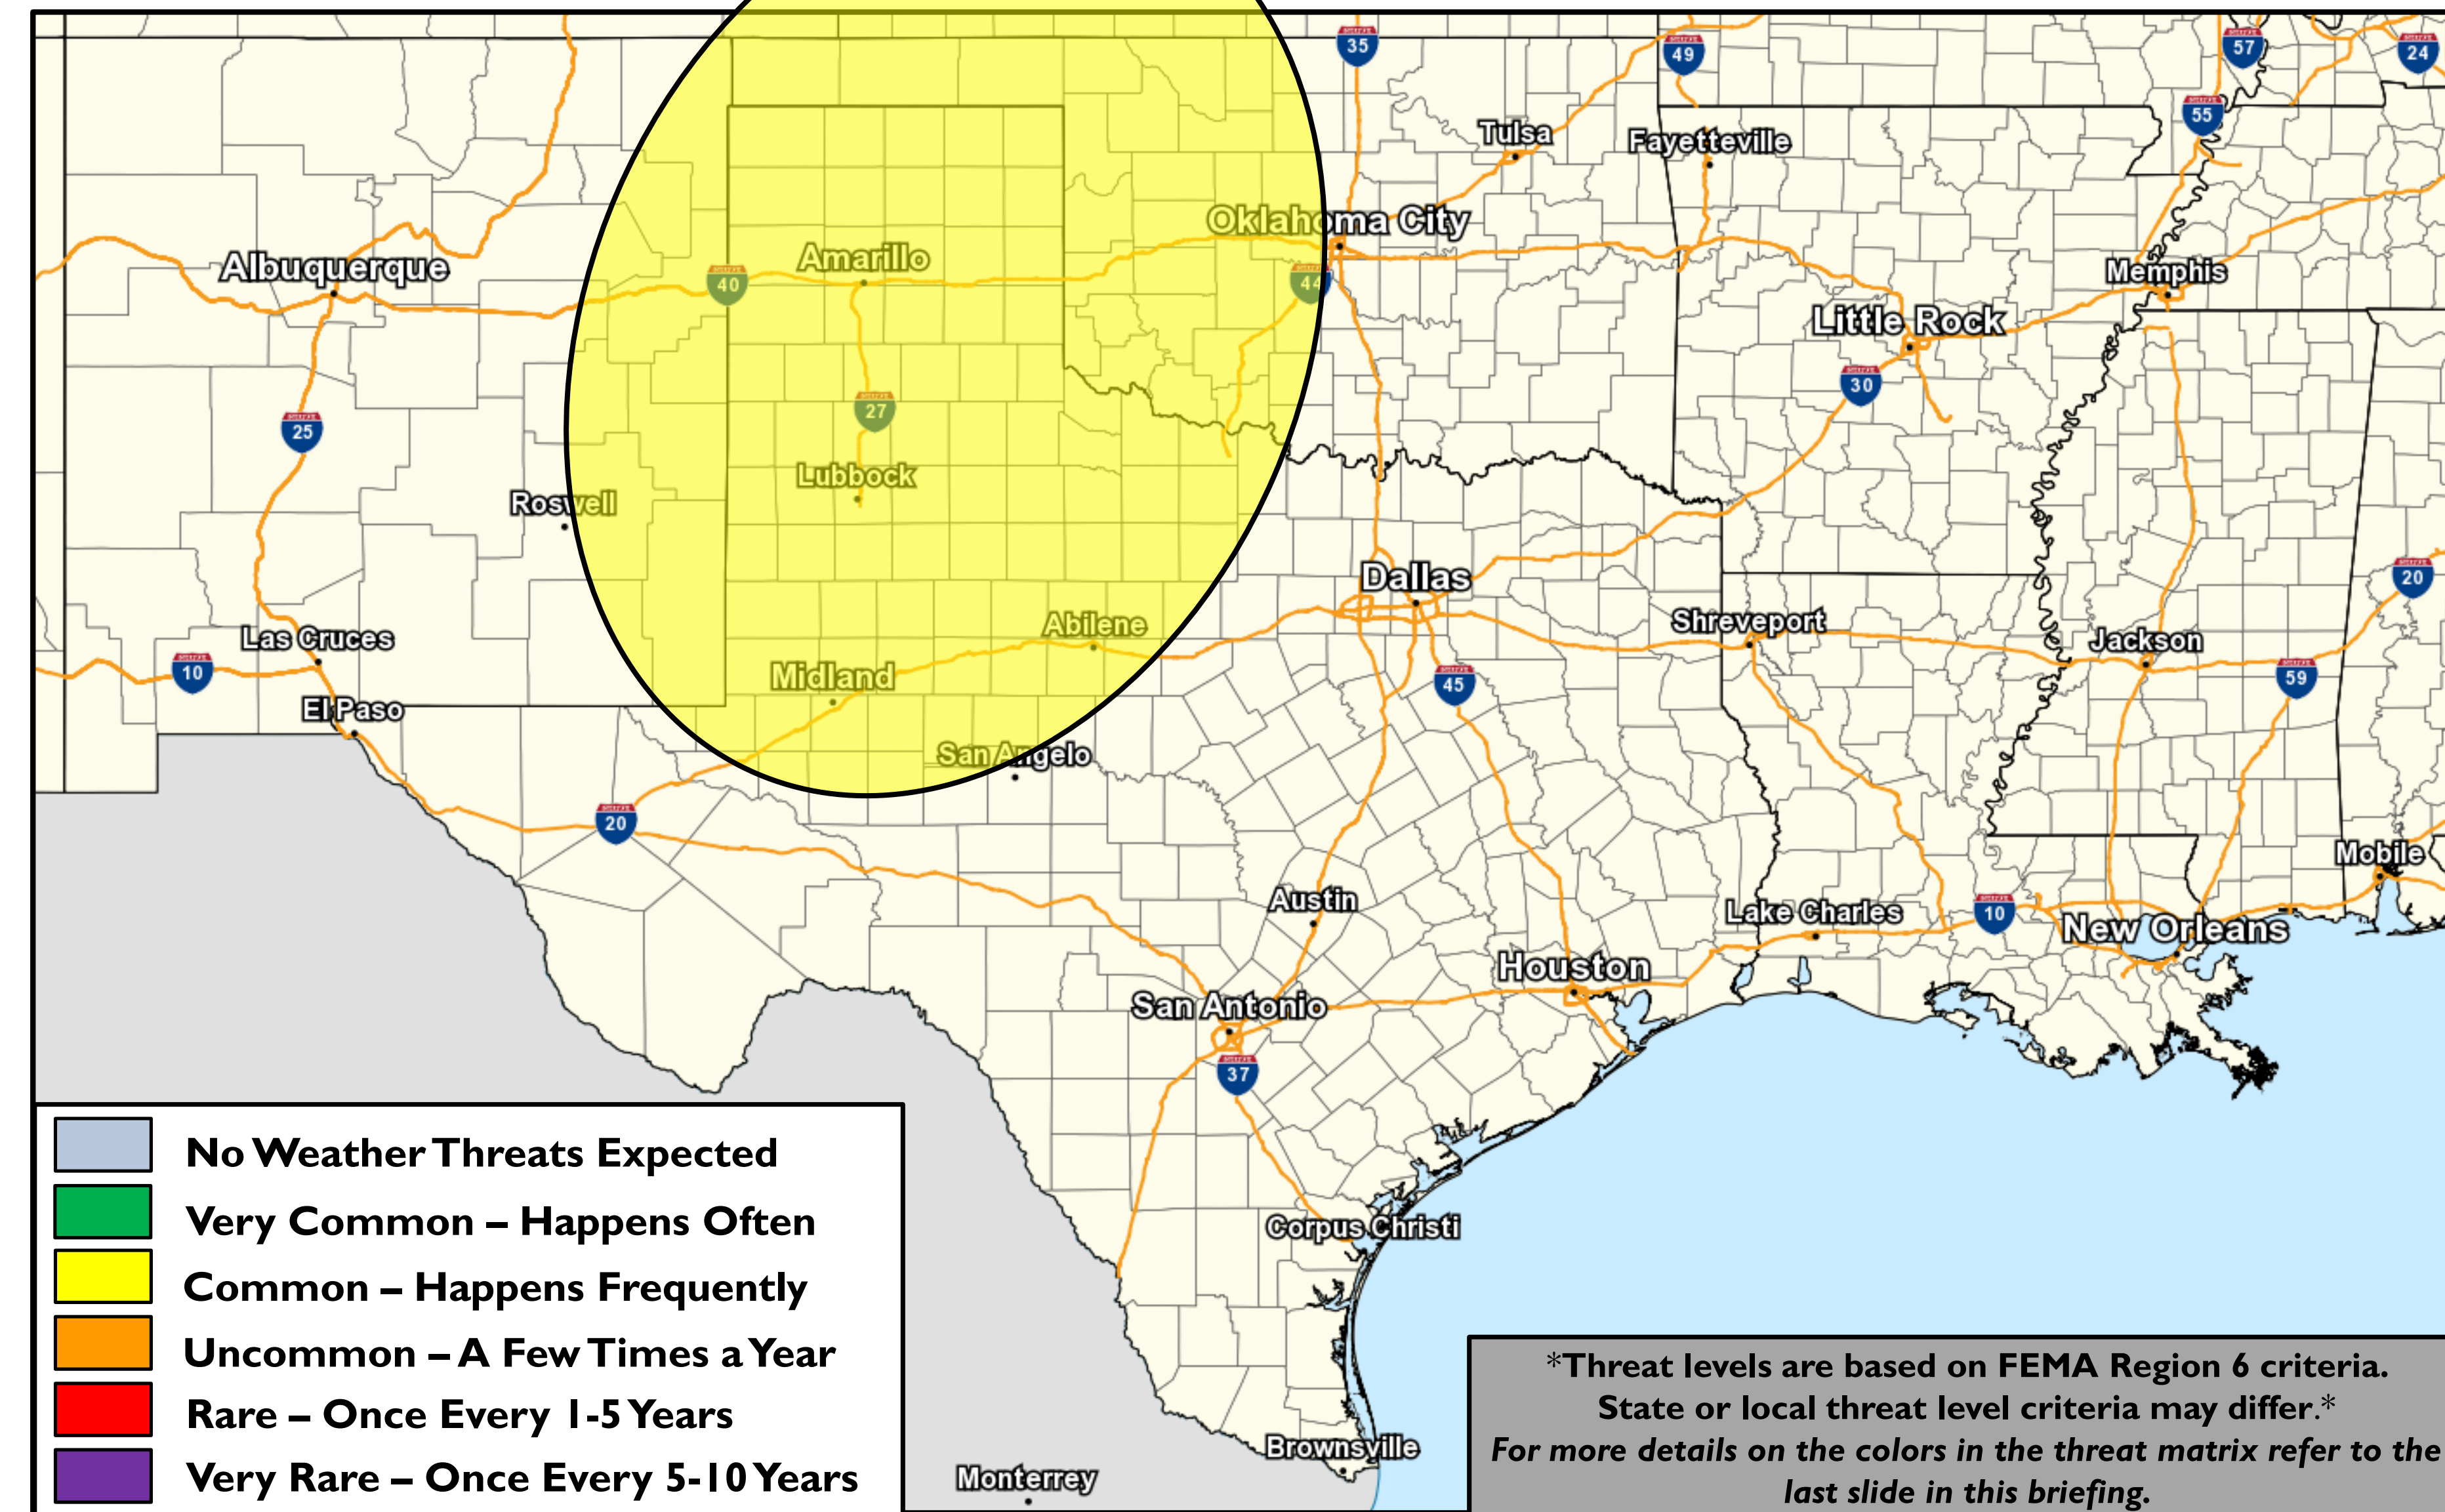 35
49
57
24
55
Tulsa
Fayetteville
Oklahoma City
Albuquerque
Amarillo
40
44
Memphis
Little Rock
30
25
27
Lubbock
Roswell
Dallas
20
Shreveport
Abilene
Las Cruces
Jackson
10
Midland
45
59
El Paso
San Angelo
20
Mobile
Austin
Lake Charles
10
New Orleans
Houston
San Antonio
37
Corpus Christi
Brownsville
Monterrey
No Weather Threats Expected
Very Common – Happens Often
Common – Happens Frequently
Uncommon – A Few Times a Year
Rare – Once Every 1-5 Years
Very Rare – Once Every 5-10 Years
*Threat levels are based on FEMA Region 6 criteria.
State or local threat level criteria may differ.*
For more details on the colors in the threat matrix refer to the
last slide in this briefing.